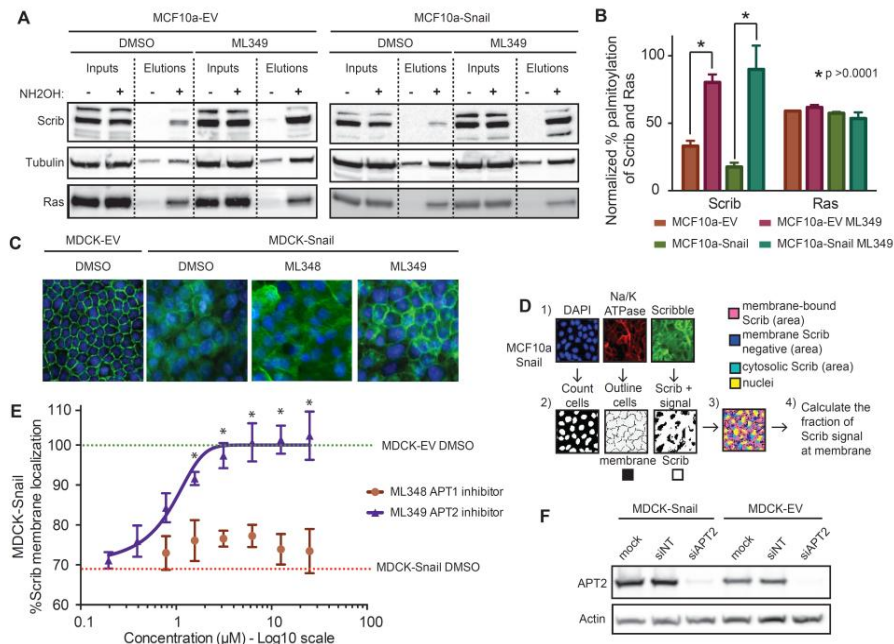 A
MCF10a-EV
MCF10a-Snail
DMSO ML349
DMSO ML349
Inputs Elutions Inputs Elutions
Inputs Elutions Inputs Elutions
NH2OH: - + - + - + - +
- + - + - + - +
Scrib
Tubulin
Ras
B
Normalized % palmitoylation
of Scrib and Ras
100
50
0
* *
* p >0.0001
Scrib Ras
MCF10a-EV MCF10a-EV ML349
MCF10a-Snail MCF10a-Snail ML349
C
MDCK-EV MDCK-Snail
DMSO DMSO ML348 ML349
D
1)
DAPI
Na/K
ATPase
Scribble
MCF10a
Snail
Count
cells
Outline
cells
Scrib +
signal
2)
membrane Scrib
3)
4) Calculate the
fraction of
Scrib signal
at membrane
membrane-bound
Scrib (area)
membrane Scrib
negative (area)
cytosolic Scrib (area)
nuclei
E
MDCK-Snail
%Scrib membrane localization
110
100
90
80
70
60
* * * * *
MDCK-EV DMSO
ML348 APT1 inhibitor
ML349 APT2 inhibitor
MDCK-Snail DMSO
0.1 1 10 100
Concentration (μM) - Log10 scale
F
MDCK-Snail MDCK-EV
mock siNT siAPT2 mock siNT siAPT2
APT2
Actin